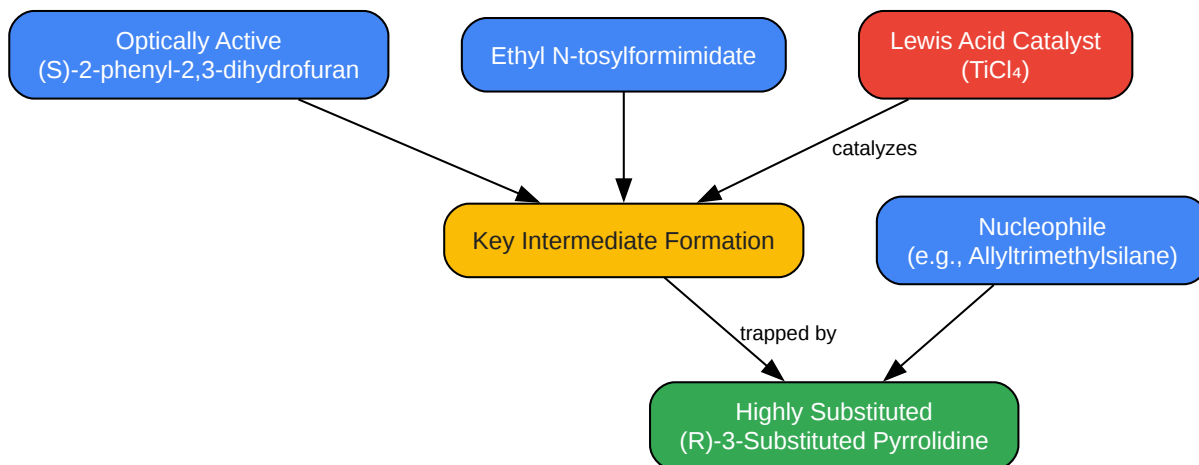 Optically Active
(S)-2-phenyl-2,3-dihydrofuran
Ethyl N-tosylformimidate
Lewis Acid Catalyst
(TiCl₄)
catalyzes
Key Intermediate Formation
Nucleophile
(e.g., Allyltrimethylsilane)
trapped by
Highly Substituted
(R)-3-Substituted Pyrrolidine